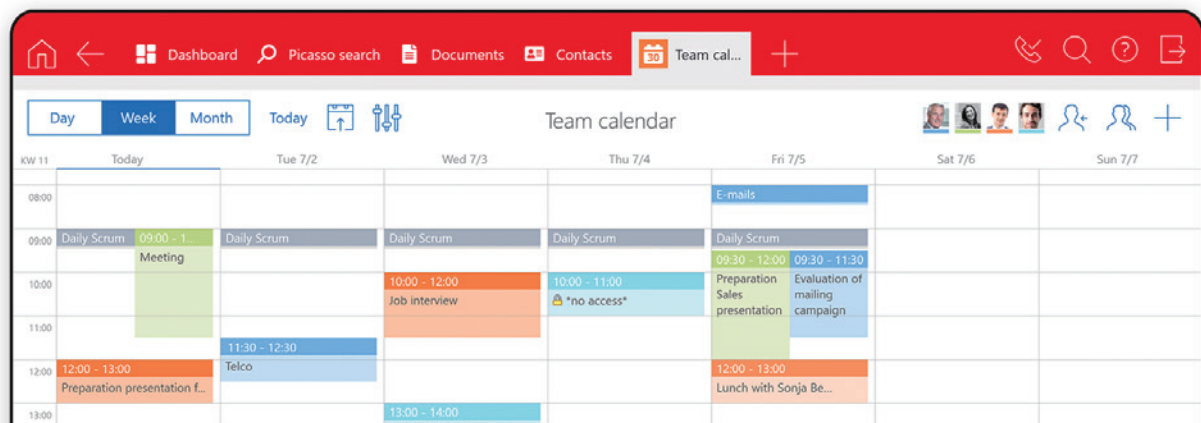 Dashboard Picasso search Documents Contacts 30 Team cal...
Day Week Month Today Team calendar
KW 11 Today Tue 7/2 Wed 7/3 Thu 7/4 Fri 7/5 Sat 7/6 Sun 7/7
08:00 E-mails
09:00 Daily Scrum 09:00 - 1... Daily Scrum Daily Scrum Daily Scrum Daily Scrum
Meeting 09:30 - 12:00 09:30 - 11:30
10:00 10:00 - 12:00 10:00 - 11:00 Preparation Evaluation of
Job interview *no access* Sales mailing
presentation campaign
11:00
11:30 - 12:30
12:00 12:00 - 13:00 Telco 12:00 - 13:00
Preparation presentation f... Lunch with Sonja Be...
13:00 13:00 - 14:00